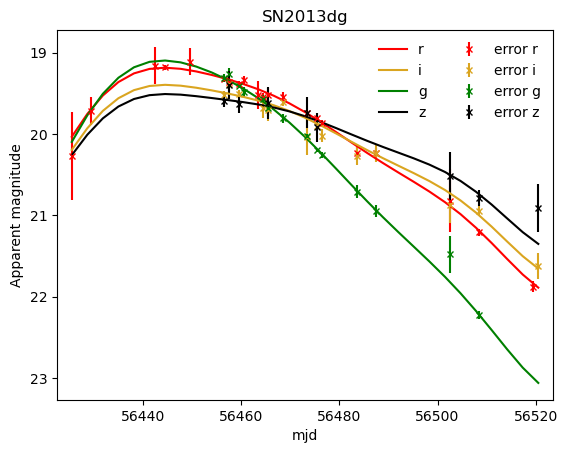 SN2013dg
Apparent magnitude
19
20
21
22
23
r
i
g
z
error r
error i
error g
error z
56440
56460
56480
56500
56520
mjd